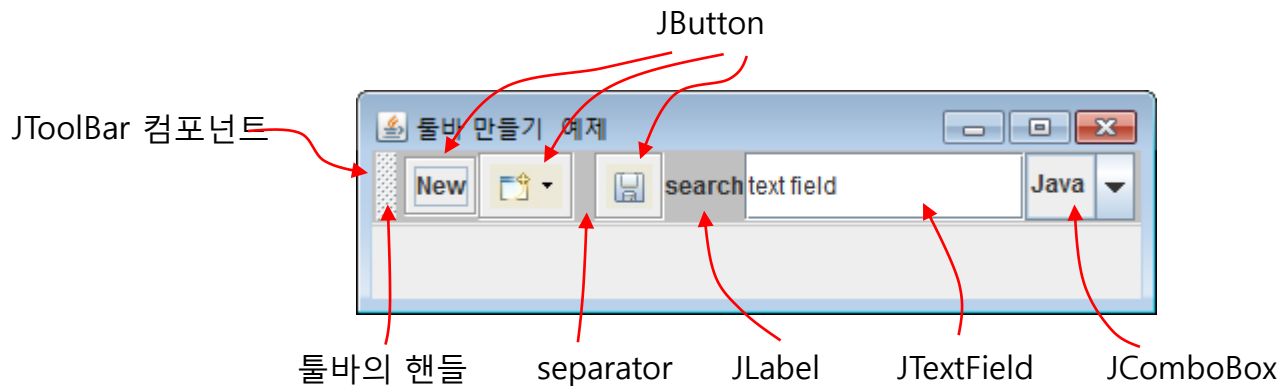 JButton
JToolBar 컴포넌트
툴바 만들기 예제
New
search
text field
Java
툴바의 핸들
separator
JLabel
JTextField
JComboBox